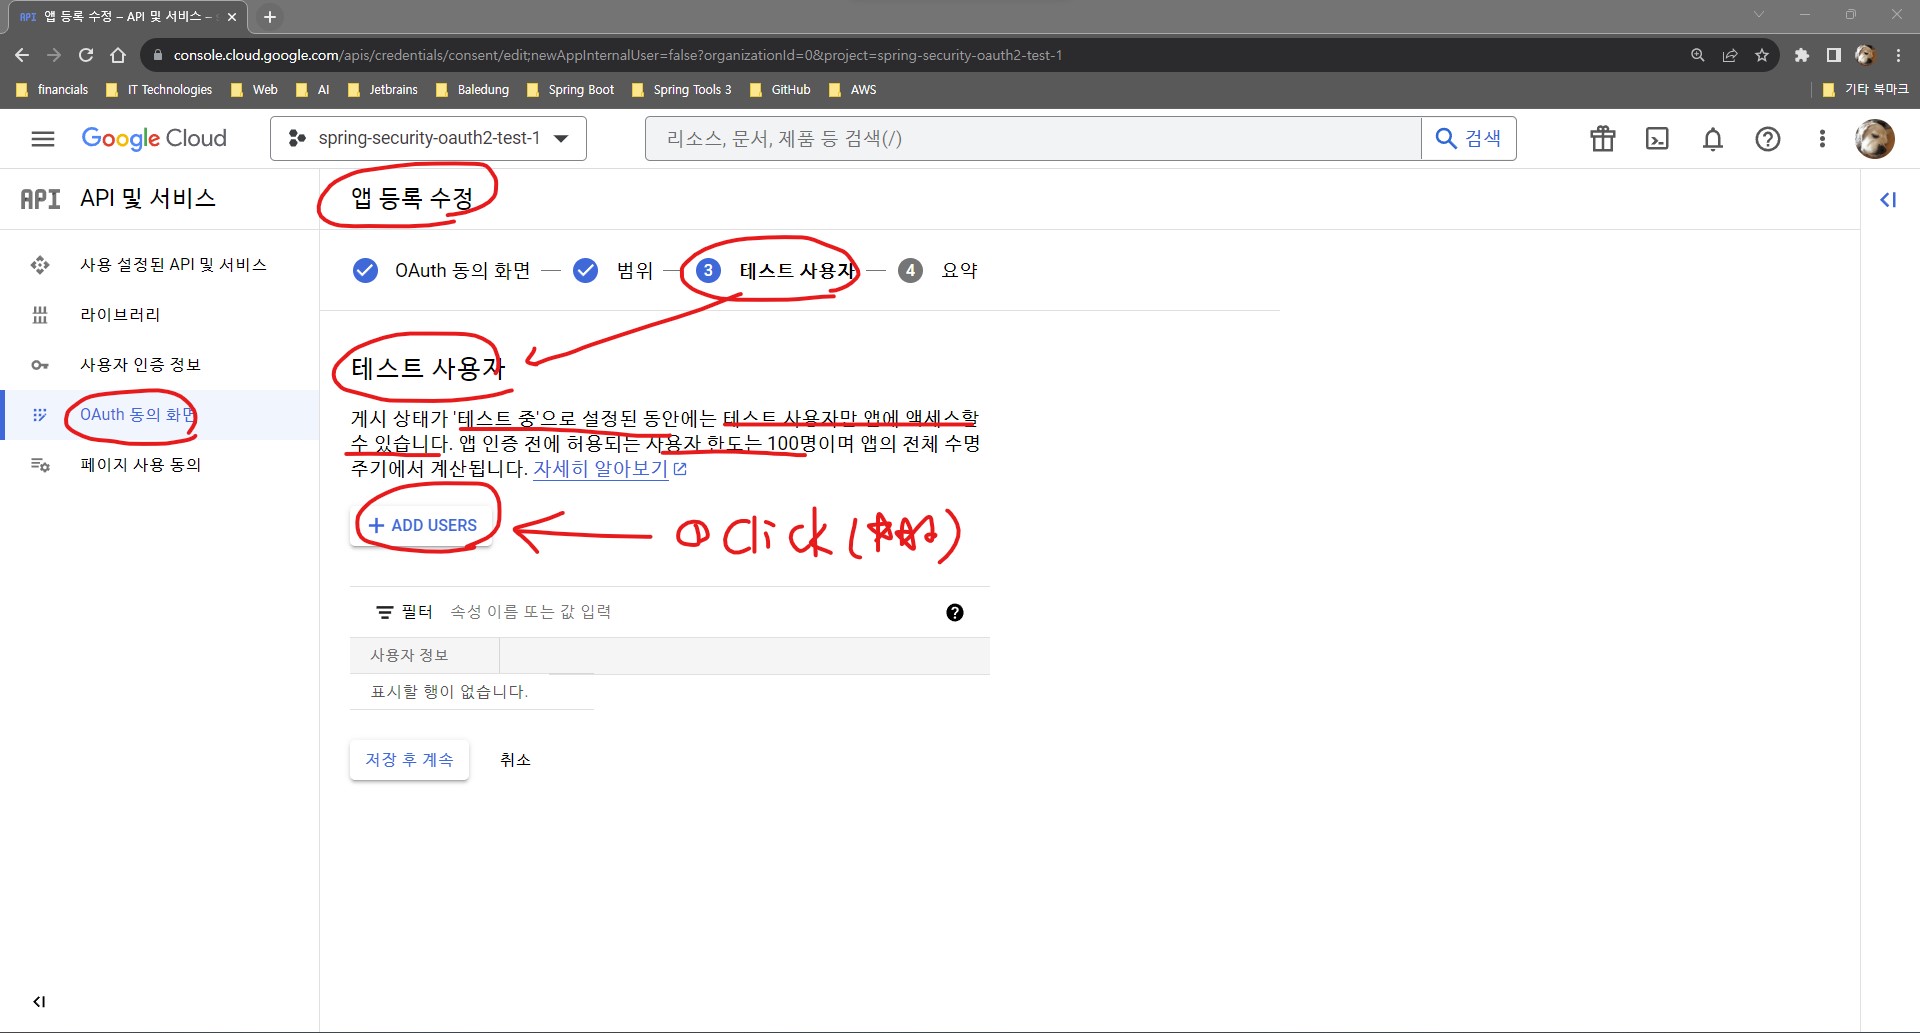 API 앱 등록 수정 – API 및 서비스 –
console.cloud.google.com/apis/credentials/consent/edit;newAppInternalUser=false?organizationId=0&project=spring-security-oauth2-test-1
financials IT Technologies Web AI Jetbrains Baledung Spring Boot Spring Tools 3 GitHub AWS 기타 북마크
Google Cloud spring-security-oauth2-test-1 리소스, 문서, 제품 등 검색(/) 검색
API API 및 서비스
사용 설정된 API 및 서비스
라이브러리
사용자 인증 정보
OAuth 동의 화면
페이지 사용 동의
앱 등록 수정
OAuth 동의 화면 — 범위 — 3 테스트 사용자 — 4 요약
테스트 사용자
게시 상태가 '테스트 중'으로 설정된 동안에는 테스트 사용자만 앱에 액세스할
수 있습니다. 앱 인증 전에 허용되는 사용자 한도는 100명이며 앱의 전체 수명
주기에서 계산됩니다. 자세히 알아보기
+ ADD USERS ① Click (☆☆☆)
필터 속성 이름 또는 값 입력
사용자 정보
표시할 행이 없습니다.
저장 후 계속 취소